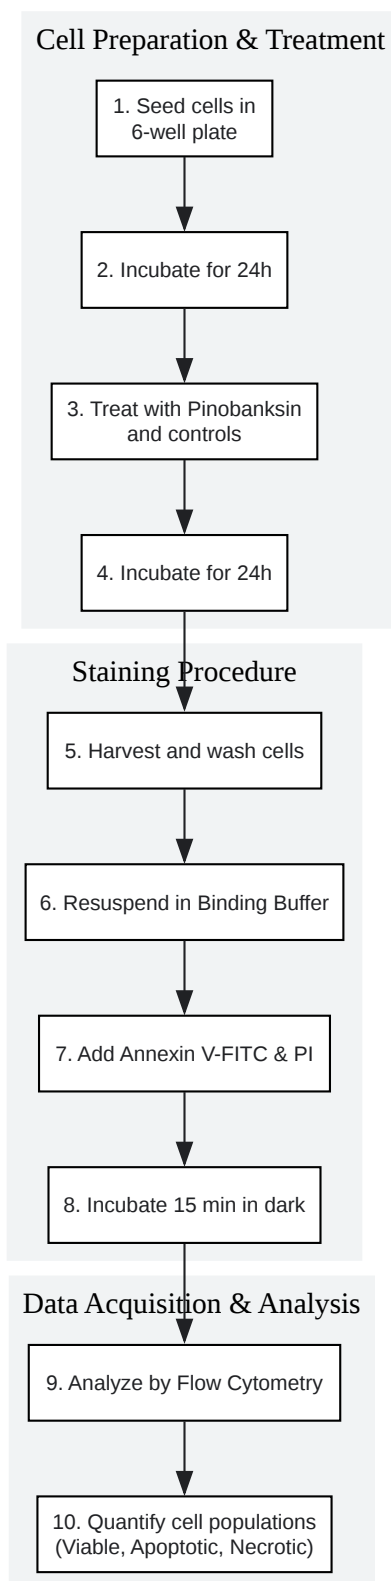 Cell Preparation & Treatment
1. Seed cells in
6-well plate
2. Incubate for 24h
3. Treat with Pinobanksin
and controls
4. Incubate for 24h
Staining Procedure
5. Harvest and wash cells
6. Resuspend in Binding Buffer
7. Add Annexin V-FITC & PI
8. Incubate 15 min in dark
Data Acquisition & Analysis
9. Analyze by Flow Cytometry
10. Quantify cell populations
(Viable, Apoptotic, Necrotic)